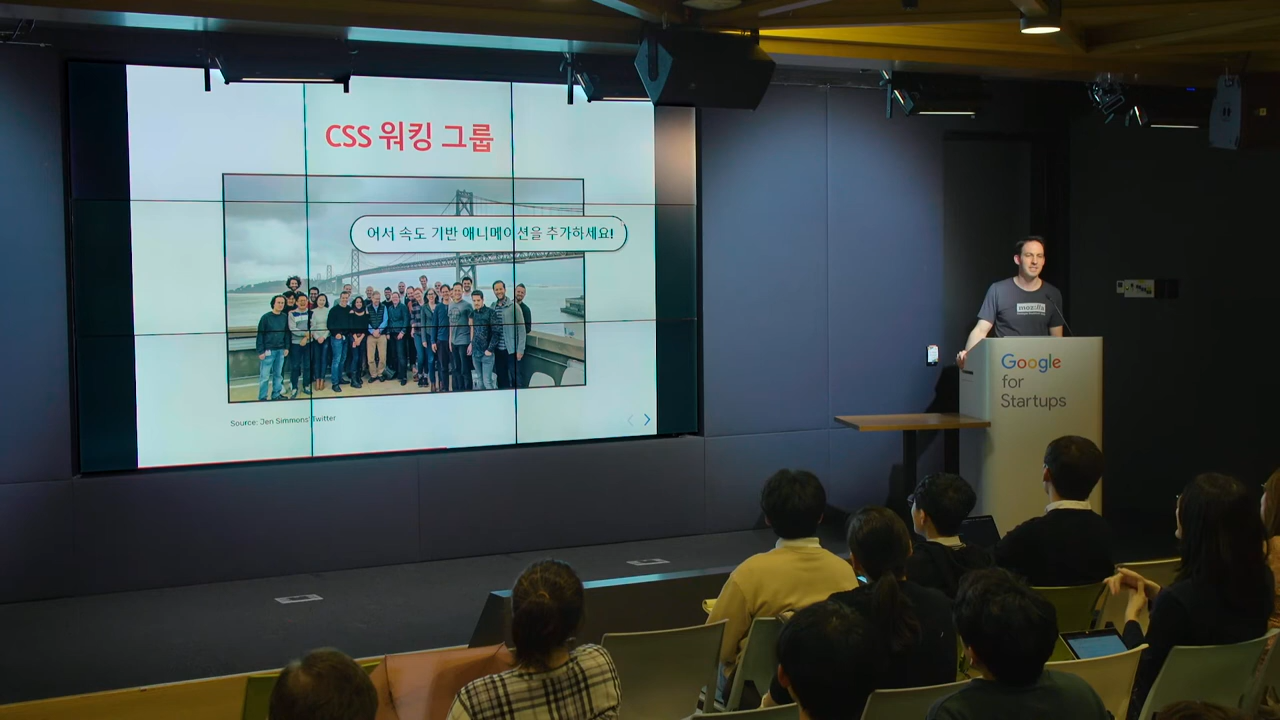 CSS 워킹 그룹
어서 속도 기반 애니메이션을 추가하세요!
Source: Jen Simmons' Twitter
moz://a
Google
for
Startups